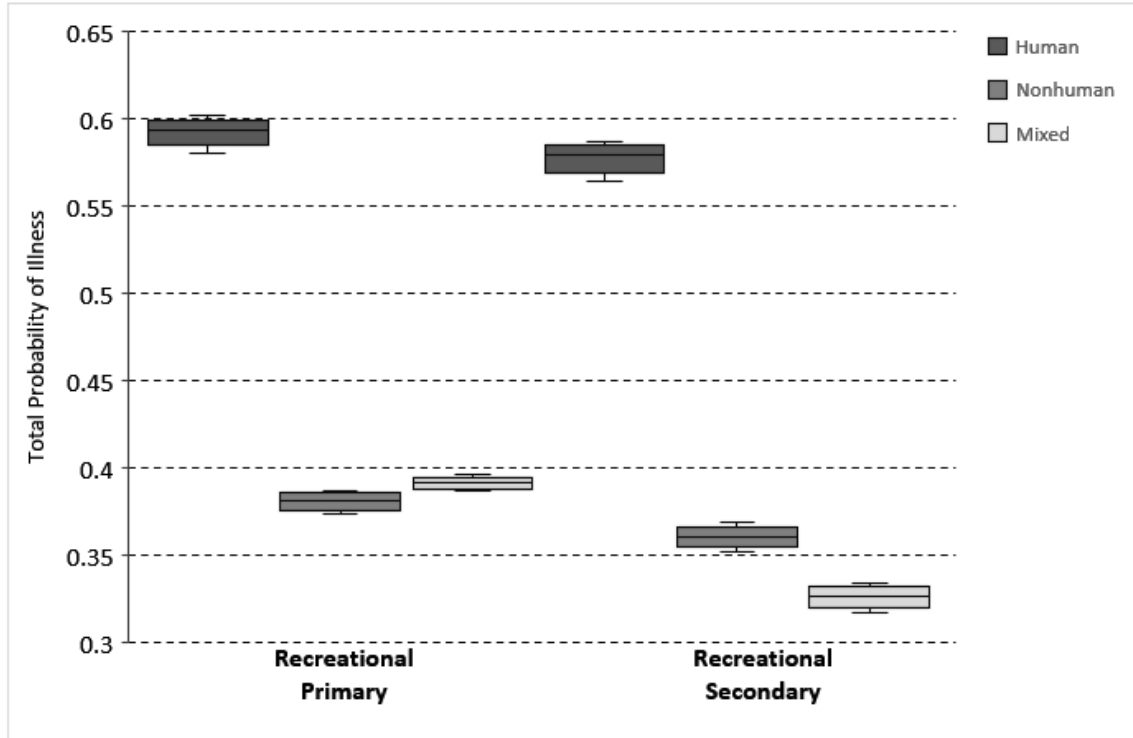 Total Probability of Illness
0.65
0.6
0.55
0.5
0.45
0.4
0.35
0.3
Recreational
Primary
Recreational
Secondary
Human
Nonhuman
Mixed